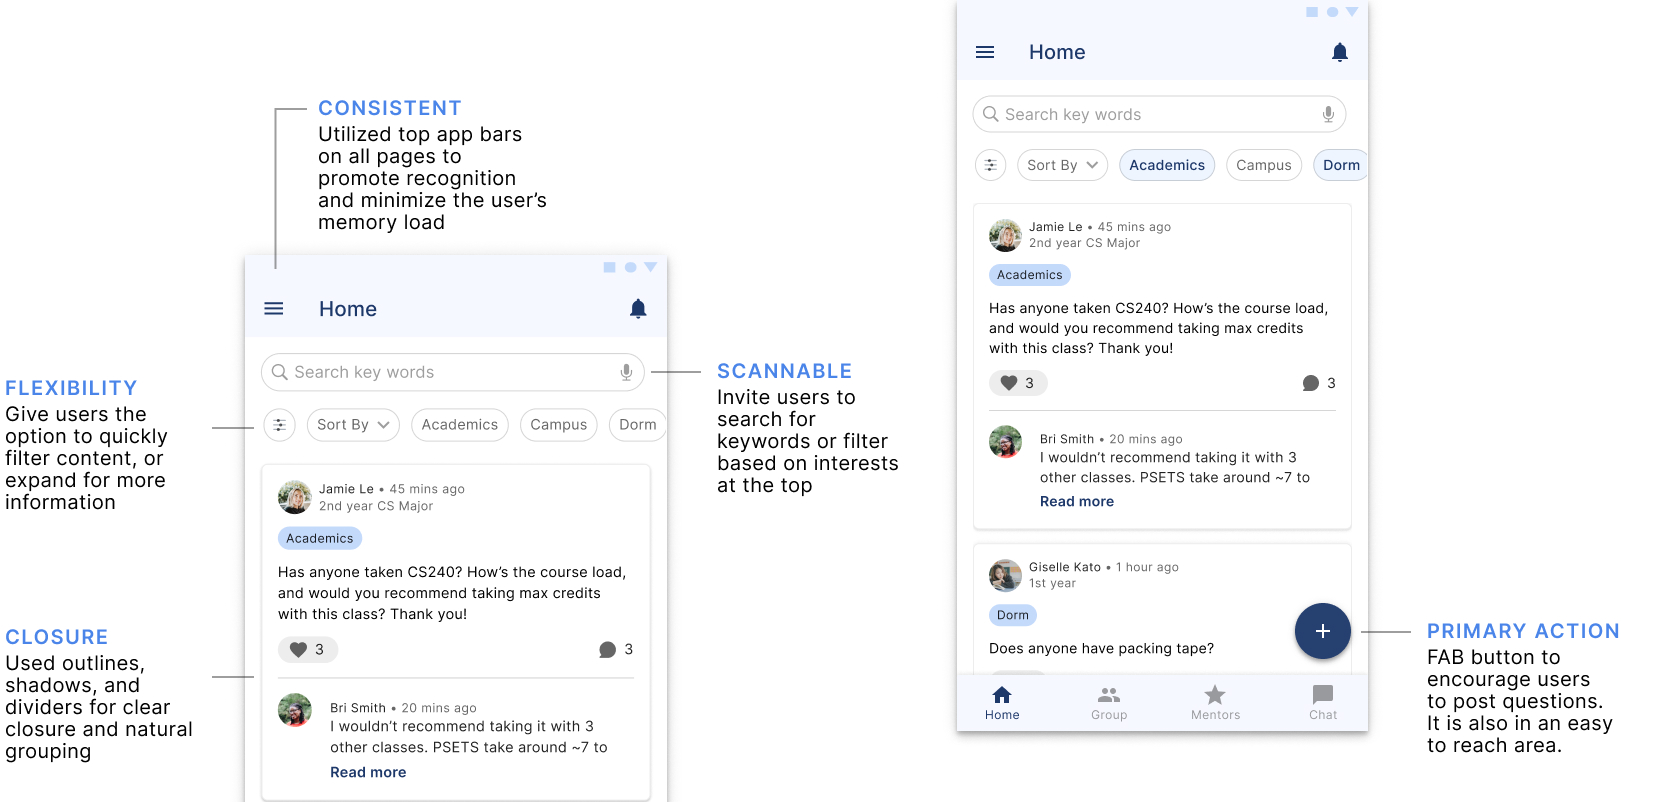 CONSISTENT
Utilized top app bars
on all pages to
promote recognition
and minimize the user's
memory load
FLEXIBILITY
Give users the
option to quickly
filter content, or
expand for more
information
CLOSURE
Used outlines,
shadows, and
dividers for clear
closure and natural
grouping
Home
Search key words
Sort By Academics Campus Dorm
Jamie Le • 45 mins ago
2nd year CS Major
Academics
Has anyone taken CS240? How's the course load,
and would you recommend taking max credits
with this class? Thank you!
3 3
Bri Smith • 20 mins ago
I wouldn't recommend taking it with 3
other classes. PSETS take around ~7 to
Read more
SCANNABLE
Invite users to
search for
keywords or filter
based on interests
at the top
Home
Search key words
Sort By Academics Campus Dorm
Jamie Le • 45 mins ago
2nd year CS Major
Academics
Has anyone taken CS240? How's the course load,
and would you recommend taking max credits
with this class? Thank you!
3 3
Bri Smith • 20 mins ago
I wouldn't recommend taking it with 3
other classes. PSETS take around ~7 to
Read more
Giselle Kato • 1 hour ago
1st year
Dorm
Does anyone have packing tape?
Home Group Mentors Chat
PRIMARY ACTION
FAB button to
encourage users
to post questions.
It is also in an easy
to reach area.